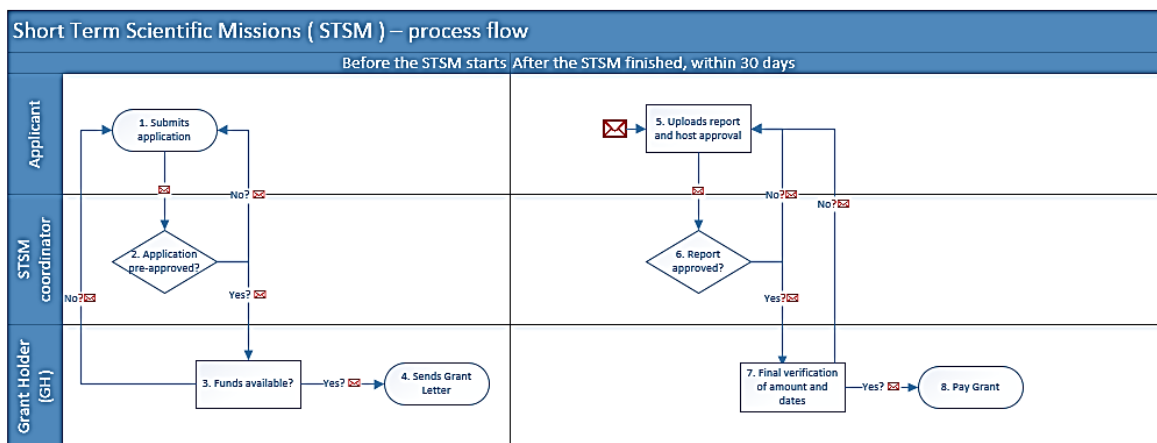 Short Term Scientific Missions ( STSM ) – process flow
Before the STSM starts
After the STSM finished, within 30 days
Applicant
1. Submits
application
5. Uploads report
and host approval
No?
No?
No?
STSM
coordinator
2. Application
pre-approved?
6. Report
approved?
No?
Yes?
Yes?
Grant Holder
(GH)
3. Funds available?
Yes?
4. Sends Grant
Letter
7. Final verification
of amount and
dates
Yes?
8. Pay Grant